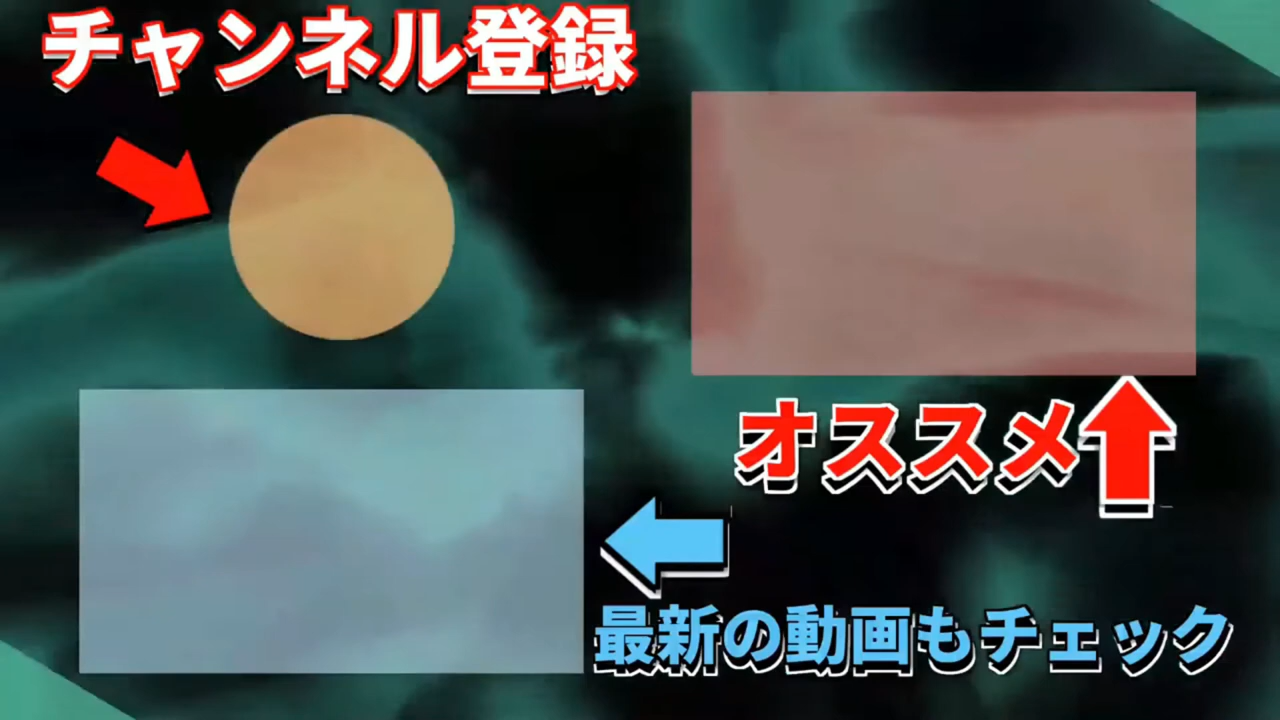 チャンネル登録
オススメ
最新の動画もチェック